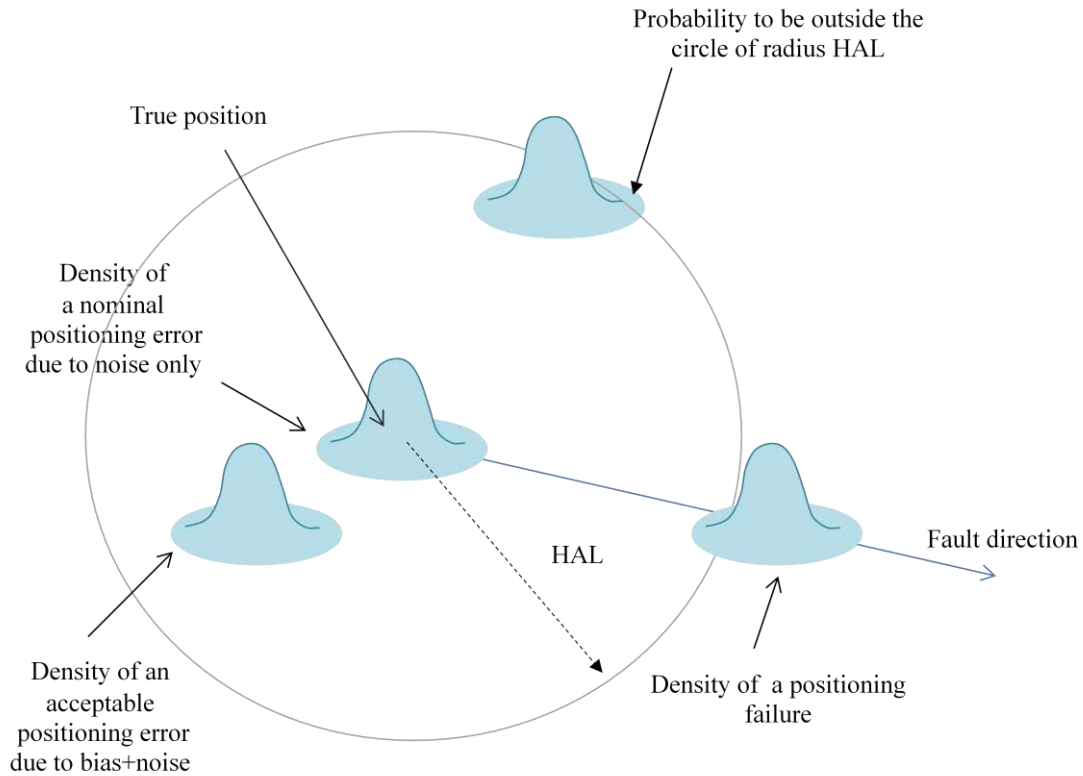 Probability to be outside the
circle of radius HAL
True position
Density of
a nominal
positioning error
due to noise only
HAL
Fault direction
Density of an
acceptable
positioning error
due to bias+noise
Density of a positioning
failure